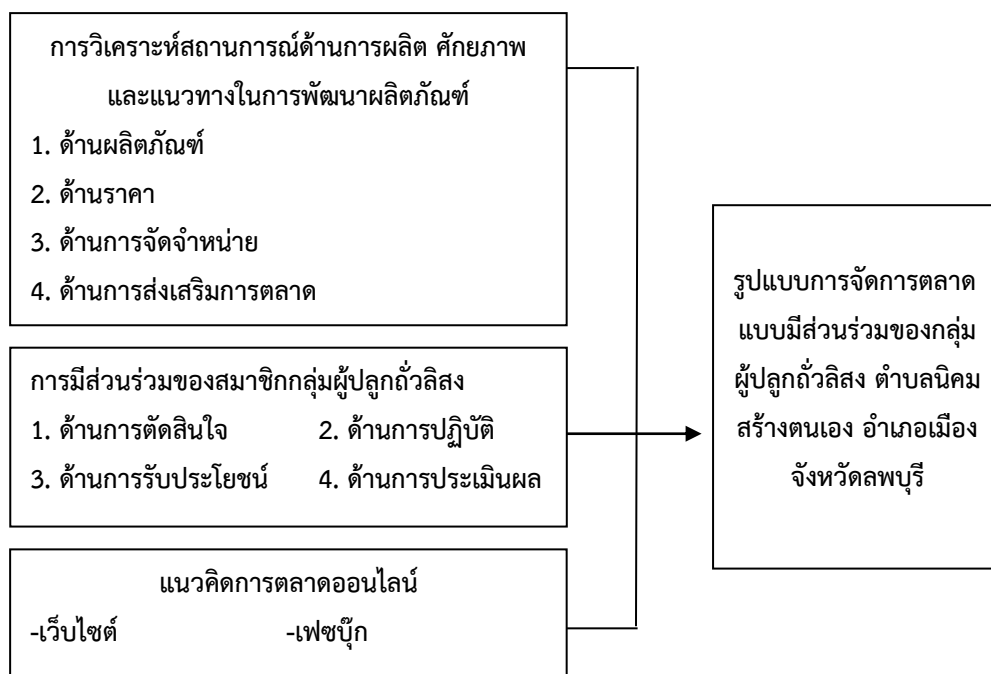 การวิเคราะห์สถานการณ์ด้านการผลิต ศักยภาพ
และแนวทางในการพัฒนาผลิตภัณฑ์
1. ด้านผลิตภัณฑ์
2. ด้านราคา
3. ด้านการจัดจำหน่าย
4. ด้านการส่งเสริมการตลาด
การมีส่วนร่วมของสมาชิกกลุ่มผู้ปลูกถั่วลิสง
1. ด้านการตัดสินใจ 2. ด้านการปฏิบัติ
3. ด้านการรับประโยชน์ 4. ด้านการประเมินผล
แนวคิดการตลาดออนไลน์
-เว็บไซต์ -เฟซบุ๊ก
รูปแบบการจัดการตลาด
แบบมีส่วนร่วมของกลุ่ม
ผู้ปลูกถั่วลิสง ตำบลนิคม
สร้างตนเอง อำเภอเมือง
จังหวัดลพบุรี